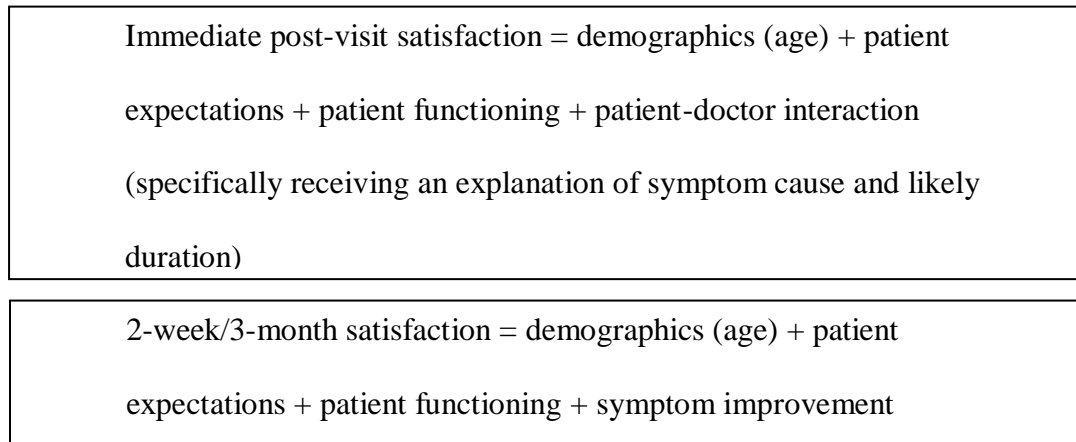 Immediate post-visit satisfaction = demographics (age) + patient
expectations + patient functioning + patient-doctor interaction
(specifically receiving an explanation of symptom cause and likely
duration)
2-week/3-month satisfaction = demographics (age) + patient
expectations + patient functioning + symptom improvement